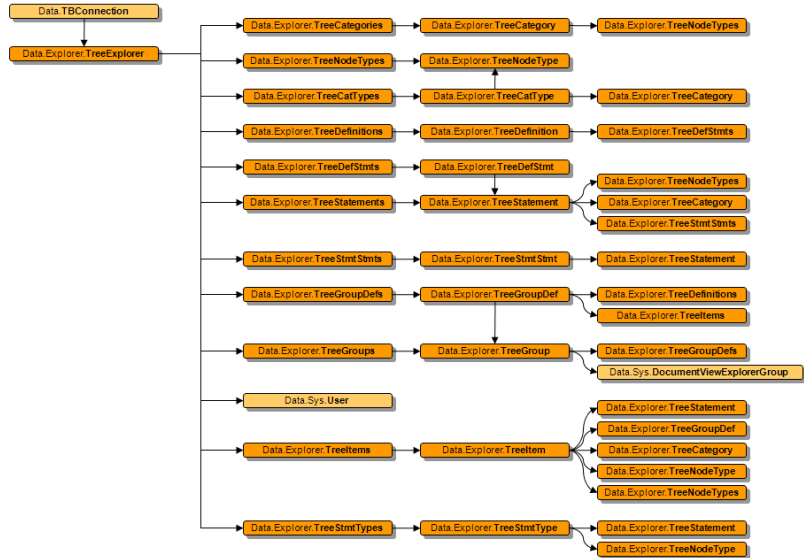 Data.TBConnection
Data.Explorer.TreeExplorer
Data.Explorer.TreeCategories
Data.Explorer.TreeCategory
Data.Explorer.TreeNodeTypes
Data.Explorer.TreeNodeTypes
Data.Explorer.TreeNodeType
Data.Explorer.TreeCatTypes
Data.Explorer.TreeCatType
Data.Explorer.TreeCategory
Data.Explorer.TreeDefinitions
Data.Explorer.TreeDefinition
Data.Explorer.TreeDefStmts
Data.Explorer.TreeDefStmts
Data.Explorer.TreeDefStmt
Data.Explorer.TreeStatements
Data.Explorer.TreeStatement
Data.Explorer.TreeNodeTypes
Data.Explorer.TreeCategory
Data.Explorer.TreeStmtStmts
Data.Explorer.TreeStmtStmts
Data.Explorer.TreeStmtStmt
Data.Explorer.TreeStatement
Data.Explorer.TreeGroupDefs
Data.Explorer.TreeGroupDef
Data.Explorer.TreeDefinitions
Data.Explorer.TreeItems
Data.Explorer.TreeGroups
Data.Explorer.TreeGroup
Data.Explorer.TreeGroupDefs
Data.Sys.DocumentViewExplorerGroup
Data.Sys.User
Data.Explorer.TreeItems
Data.Explorer.TreeItem
Data.Explorer.TreeStatement
Data.Explorer.TreeGroupDef
Data.Explorer.TreeCategory
Data.Explorer.TreeNodeType
Data.Explorer.TreeNodeTypes
Data.Explorer.TreeStmtTypes
Data.Explorer.TreeStmtType
Data.Explorer.TreeStatement
Data.Explorer.TreeNodeType